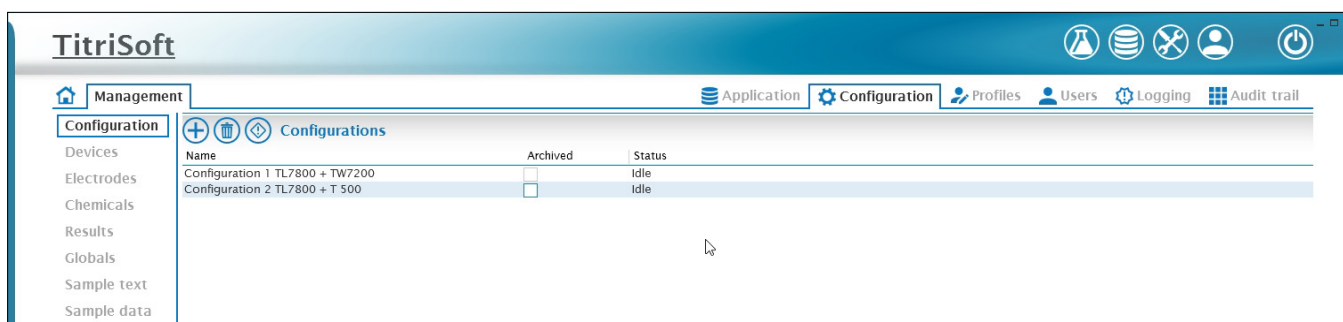 TitriSoft
Management
Application Configuration Profiles Users Logging Audit trail
Configuration
Devices
Electrodes
Chemicals
Results
Globals
Sample text
Sample data
Configurations
Name Archived Status
Configuration 1 TL7800 + TW7200 Idle
Configuration 2 TL7800 + T 500 Idle